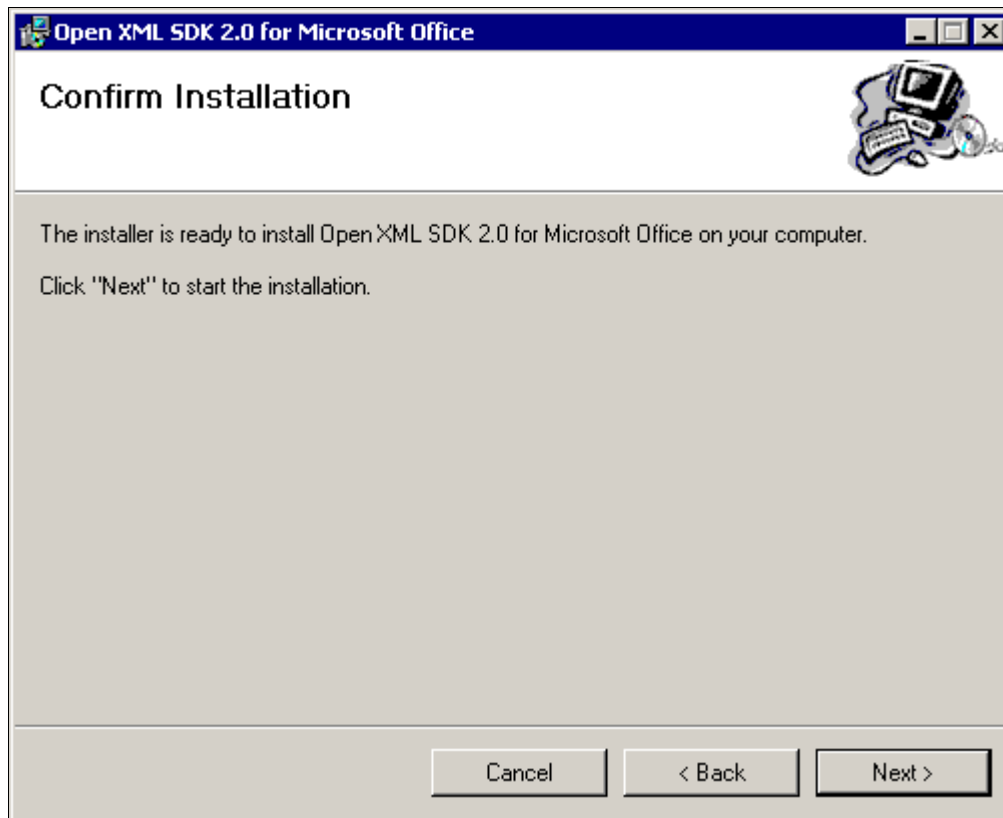 Open XML SDK 2.0 for Microsoft Office
Confirm Installation
The installer is ready to install Open XML SDK 2.0 for Microsoft Office on your computer.
Click "Next" to start the installation.
Cancel
< Back
Next >